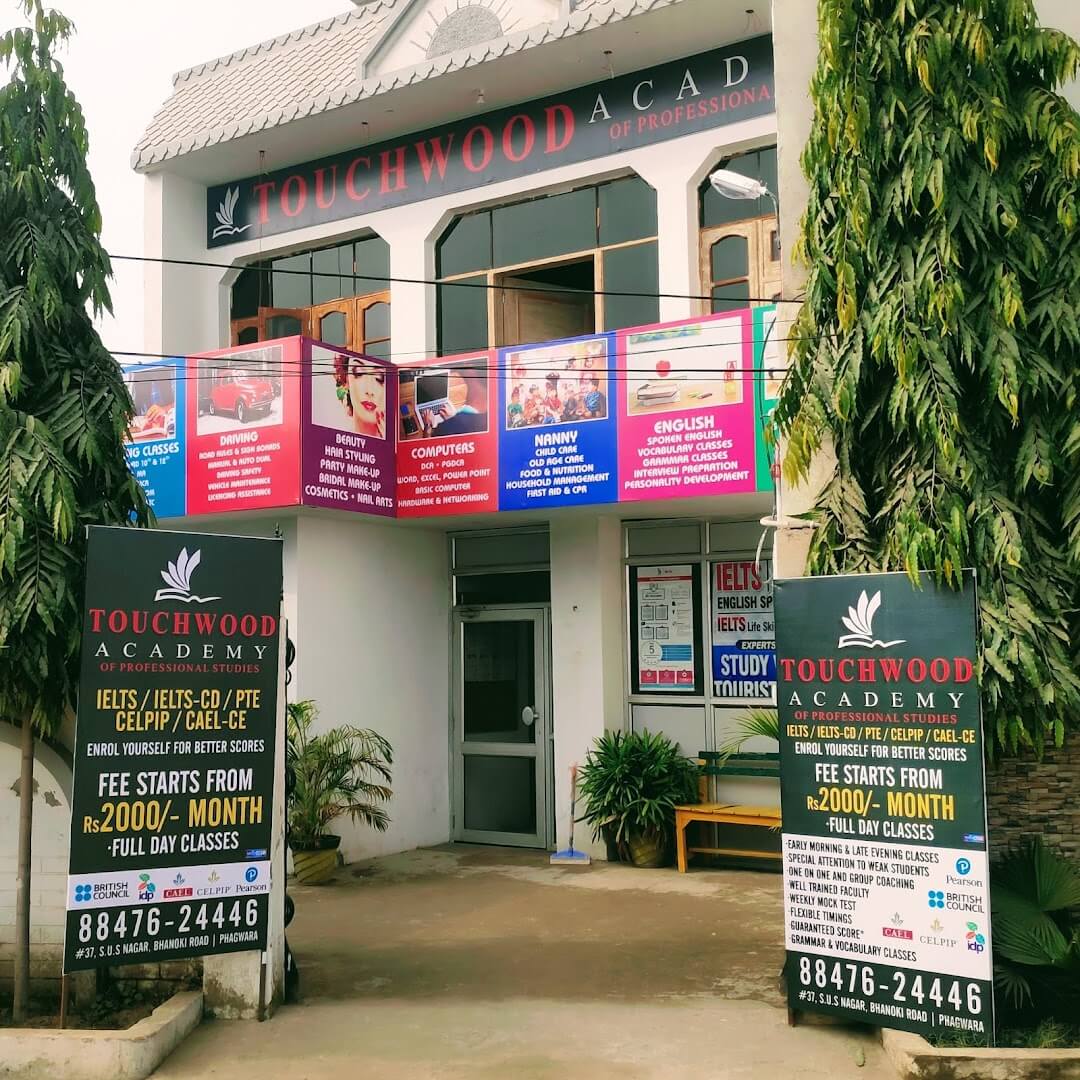 TOUCHWOOD ACAD
OF PROFESSIONA
CLASSES
DRIVING
ROAD RULES & SIGN BOARDS
MANUAL & AUTO DUAL
DRIVING SAFETY
VEHICLE MAINTENANCE
LICENCING ASSISTANCE
BEAUTY
HAIR STYLING
PARTY MAKE-UP
BRIDAL MAKE-UP
COSMETICS • NAIL ARTS
COMPUTERS
DCA • PGDCA
WORD, EXCEL, POWER POINT
BASIC COMPUTER
HARDWARE & NETWORKING
NANNY
CHILD CARE
OLD AGE CARE
FOOD & NUTRITION
HOUSEHOLD MANAGEMENT
FIRST AID & CPR
ENGLISH
SPOKEN ENGLISH
VOCABULARY CLASSES
GRAMMAR CLASSES
INTERVIEW PREPRATION
PERSONALITY DEVELOPMENT
IELTS
ENGLISH SP
IELTS Life Ski
EXPERTS
STUDY
TOURIST
5
TOUCHWOOD
ACADEMY
OF PROFESSIONAL STUDIES
IELTS / IELTS-CD / PTE
CELPIP / CAEL-CE
ENROL YOURSELF FOR BETTER SCORES
FEE STARTS FROM
Rs2000/- MONTH
·FULL DAY CLASSES
BRITISH COUNCIL
idp
CAEL
CELPIP
Pearson
88476-24446
#37, S.U.S NAGAR, BHANOKI ROAD | PHAGWARA
TOUCHWOOD
ACADEMY
OF PROFESSIONAL STUDIES
IELTS / IELTS-CD / PTE / CELPIP / CAEL-CE
ENROL YOURSELF FOR BETTER SCORES
FEE STARTS FROM
Rs2000/- MONTH
·FULL DAY CLASSES
·EARLY MORNING & LATE EVENING CLASSES
·SPECIAL ATTENTION TO WEAK STUDENTS
·ONE ON ONE AND GROUP COACHING
·WELL TRAINED FACULTY
·WEEKLY MOCK TEST
·FLEXIBLE TIMINGS
·GUARANTEED SCORE*
·GRAMMAR & VOCABULARY CLASSES
Pearson
BRITISH COUNCIL
CAEL
CELPIP
idp
88476-24446
#37, S.U.S NAGAR, BHANOKI ROAD | PHAGWARA